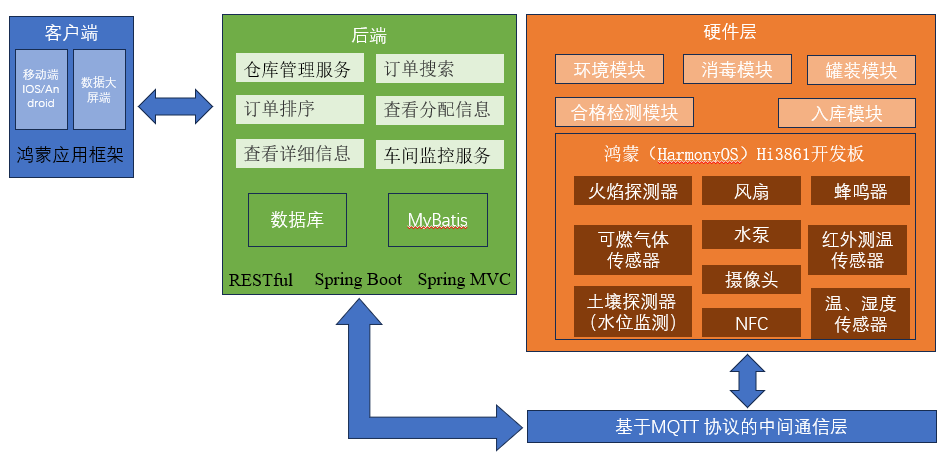 客户端
移动端
IOS/An
droid
数据大
屏端
鸿蒙应用框架
后端
仓库管理服务
订单搜索
订单排序
查看分配信息
查看详细信息
车间监控服务
数据库
MyBatis
RESTful
Spring Boot
Spring MVC
硬件层
环境模块
消毒模块
罐装模块
合格检测模块
入库模块
鸿蒙（HarmonyOS）Hi3861开发板
火焰探测器
风扇
蜂鸣器
可燃气体
传感器
水泵
红外测温
传感器
摄像头
土壤探测器
（水位监测）
NFC
温、湿度
传感器
基于MQTT 协议的中间通信层